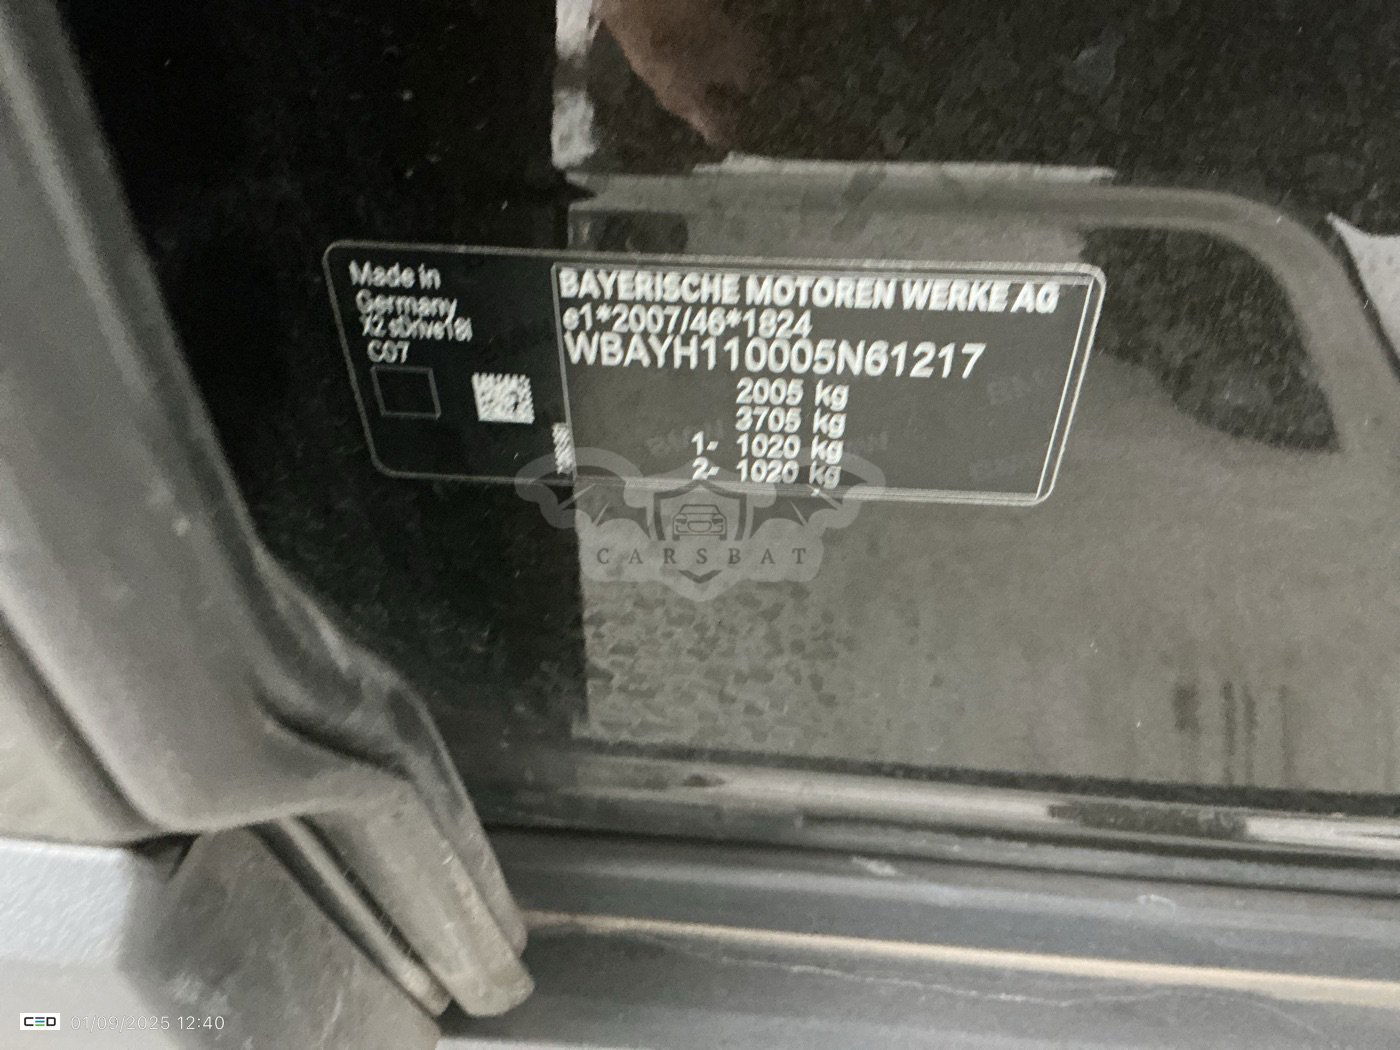 Made in
Germany
X2 sDrive18i
C07
BAYERISCHE MOTOREN WERKE AG
e1*2007/46*1824
WBAYH110005N61217
2005 kg
3705 kg
1- 1020 kg
2- 1020 kg
CARSBAT
CED 01/09/2025 12:40